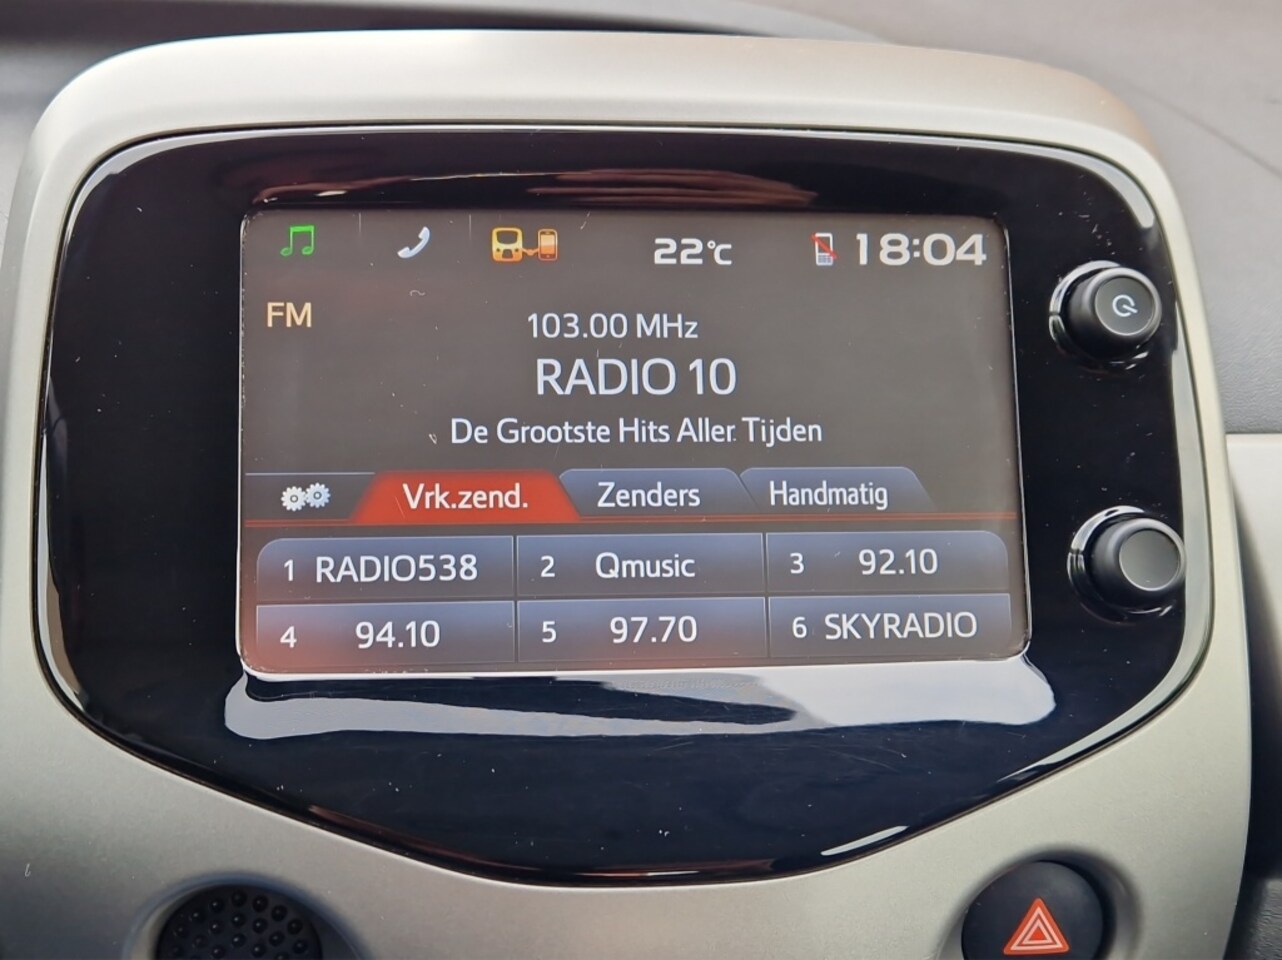 22°C 18:04
FM
103.00 MHz
RADIO 10
De Grootste Hits Aller Tijden
Vrk.zend. Zenders Handmatig
1 RADIO538 2 Qmusic 3 92.10
4 94.10 5 97.70 6 SKYRADIO